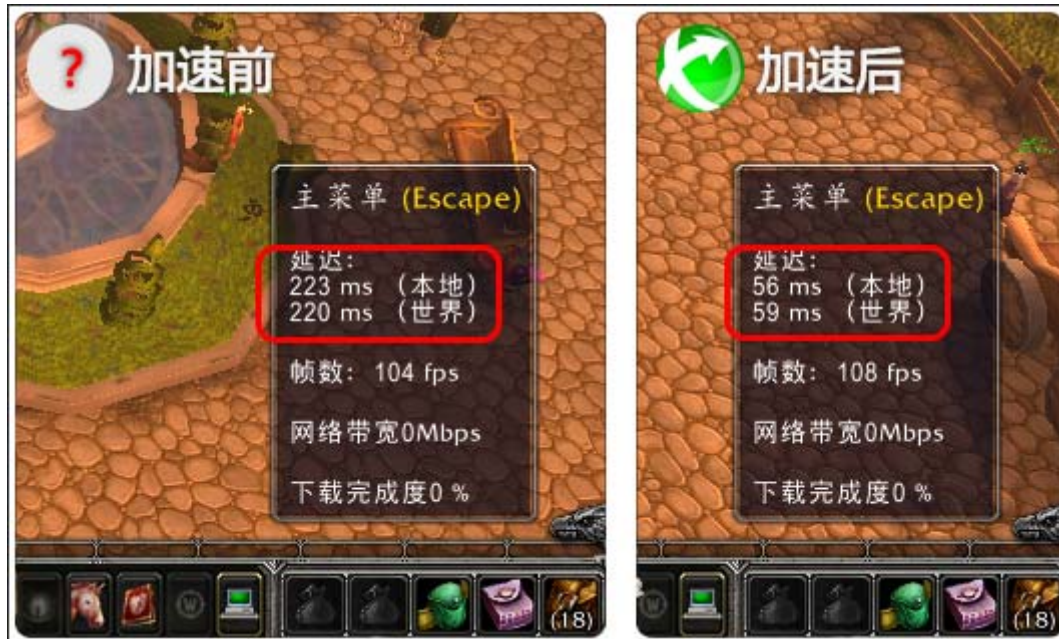 ?
加速前
主菜单 (Escape)
延迟:
223 ms （本地）
220 ms （世界）
帧数: 104 fps
网络带宽0Mbps
下载完成度0 %
(18)
加速后
主菜单 (Escape)
延迟:
56 ms （本地）
59 ms （世界）
帧数: 108 fps
网络带宽0Mbps
下载完成度0 %
(18)